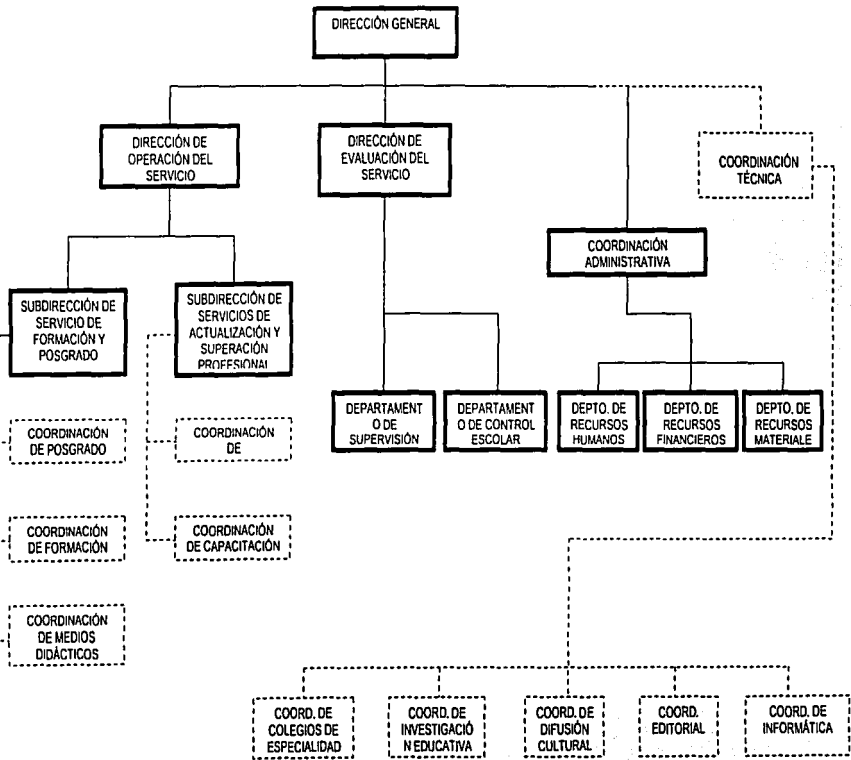 DIRECCIÓN GENERAL
DIRECCIÓN DE
OPERACIÓN DEL
SERVICIO
DIRECCIÓN DE
EVALUACIÓN DEL
SERVICIO
COORDINACIÓN
TÉCNICA
COORDINACIÓN
ADMINISTRATIVA
SUBDIRECCIÓN DE
SERVICIO DE
FORMACIÓN Y
POSGRADO
SUBDIRECCIÓN DE
SERVICIOS DE
ACTUALIZACIÓN Y
SUPERACIÓN
PROFESIONAL
DEPARTAMENT
O DE
SUPERVISIÓN
DEPARTAMENT
O DE CONTROL
ESCOLAR
DEPTO. DE
RECURSOS
HUMANOS
DEPTO. DE
RECURSOS
FINANCIEROS
DEPTO. DE
RECURSOS
MATERIALE
COORDINACIÓN
DE POSGRADO
COORDINACIÓN
DE
COORDINACIÓN
DE FORMACIÓN
COORDINACIÓN
DE CAPACITACIÓN
COORDINACIÓN
DE MEDIOS
DIDÁCTICOS
COORD. DE
COLEGIOS DE
ESPECIALIDAD
COORD. DE
INVESTIGACIÓ
N EDUCATIVA
COORD. DE
DIFUSIÓN
CULTURAL
COORD.
EDITORIAL
COORD. DE
INFORMÁTICA